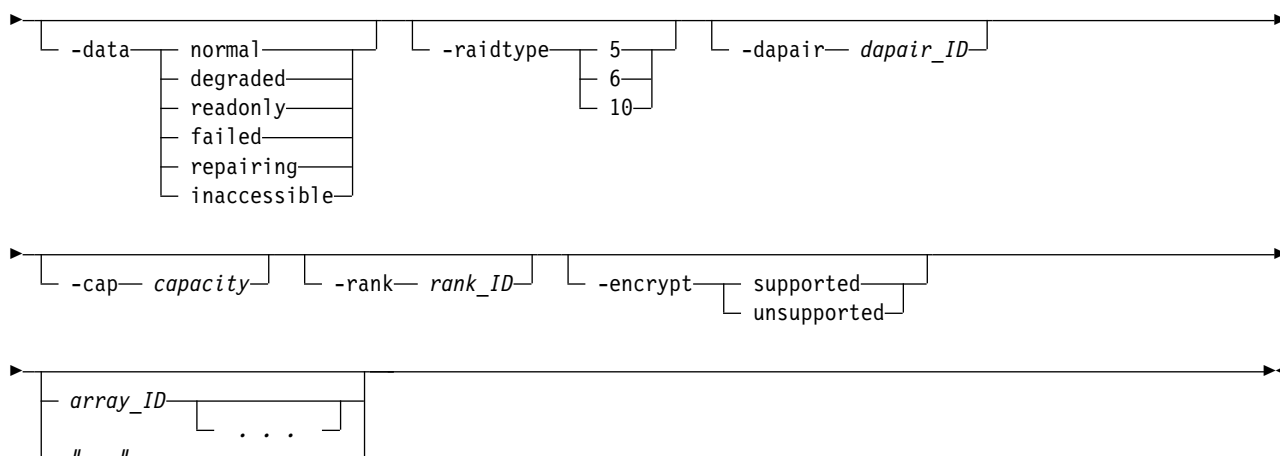 -data normal -raidtype 5 -dapair dapair_ID
degraded 6
readonly 10
failed
repairing
inaccessible
-cap capacity -rank rank_ID -encrypt supported
unsupported
array_ID
. . .